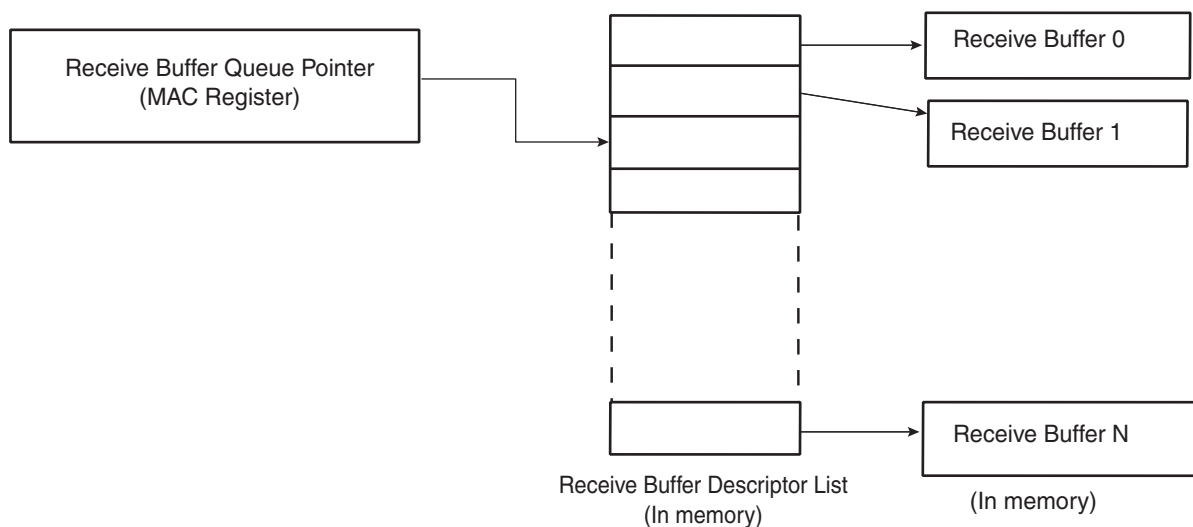 Receive Buffer Queue Pointer
(MAC Register)
Receive Buffer 0
Receive Buffer 1
Receive Buffer N
Receive Buffer Descriptor List
(In memory)
(In memory)